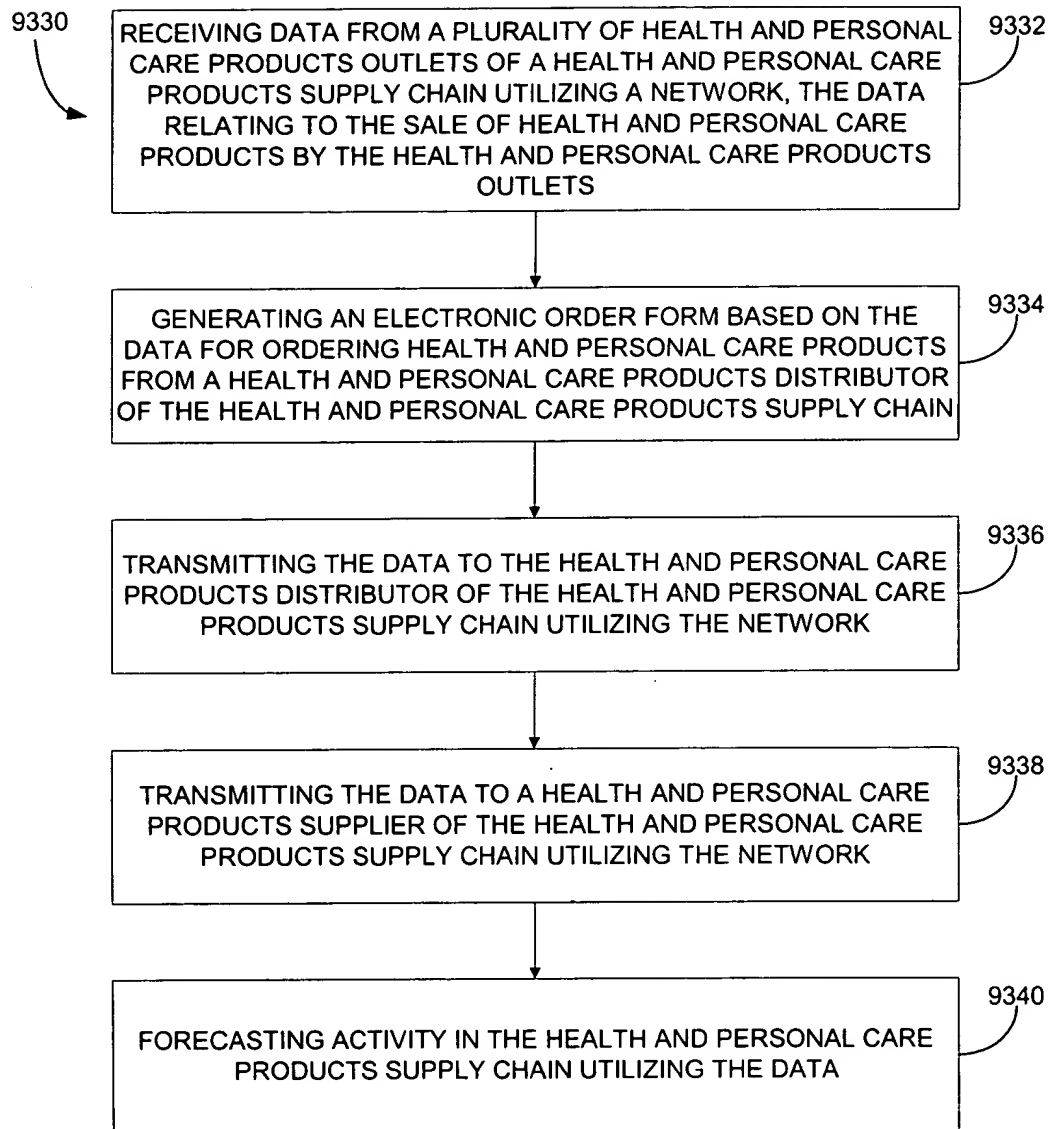 9330
RECEIVING DATA FROM A PLURALITY OF HEALTH AND PERSONAL
CARE PRODUCTS OUTLETS OF A HEALTH AND PERSONAL CARE
PRODUCTS SUPPLY CHAIN UTILIZING A NETWORK, THE DATA
RELATING TO THE SALE OF HEALTH AND PERSONAL CARE
PRODUCTS BY THE HEALTH AND PERSONAL CARE PRODUCTS
OUTLETS
9332
GENERATING AN ELECTRONIC ORDER FORM BASED ON THE
DATA FOR ORDERING HEALTH AND PERSONAL CARE PRODUCTS
FROM A HEALTH AND PERSONAL CARE PRODUCTS DISTRIBUTOR
OF THE HEALTH AND PERSONAL CARE PRODUCTS SUPPLY CHAIN
9334
TRANSMITTING THE DATA TO THE HEALTH AND PERSONAL CARE
PRODUCTS DISTRIBUTOR OF THE HEALTH AND PERSONAL CARE
PRODUCTS SUPPLY CHAIN UTILIZING THE NETWORK
9336
TRANSMITTING THE DATA TO A HEALTH AND PERSONAL CARE
PRODUCTS SUPPLIER OF THE HEALTH AND PERSONAL CARE
PRODUCTS SUPPLY CHAIN UTILIZING THE NETWORK
9338
FORECASTING ACTIVITY IN THE HEALTH AND PERSONAL CARE
PRODUCTS SUPPLY CHAIN UTILIZING THE DATA
9340